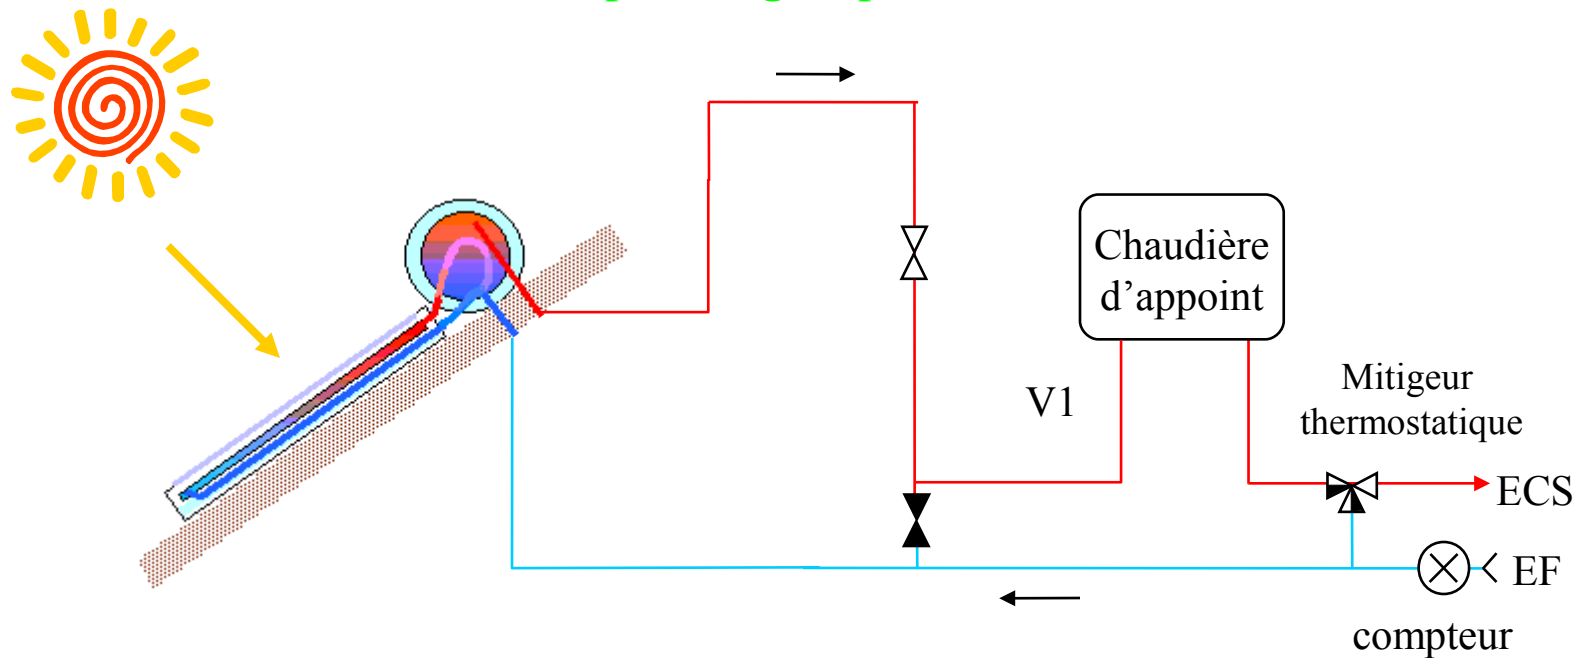 Chaudière
d’appoint
V1
Mitigeur
thermostatique
ECS
EF
compteur